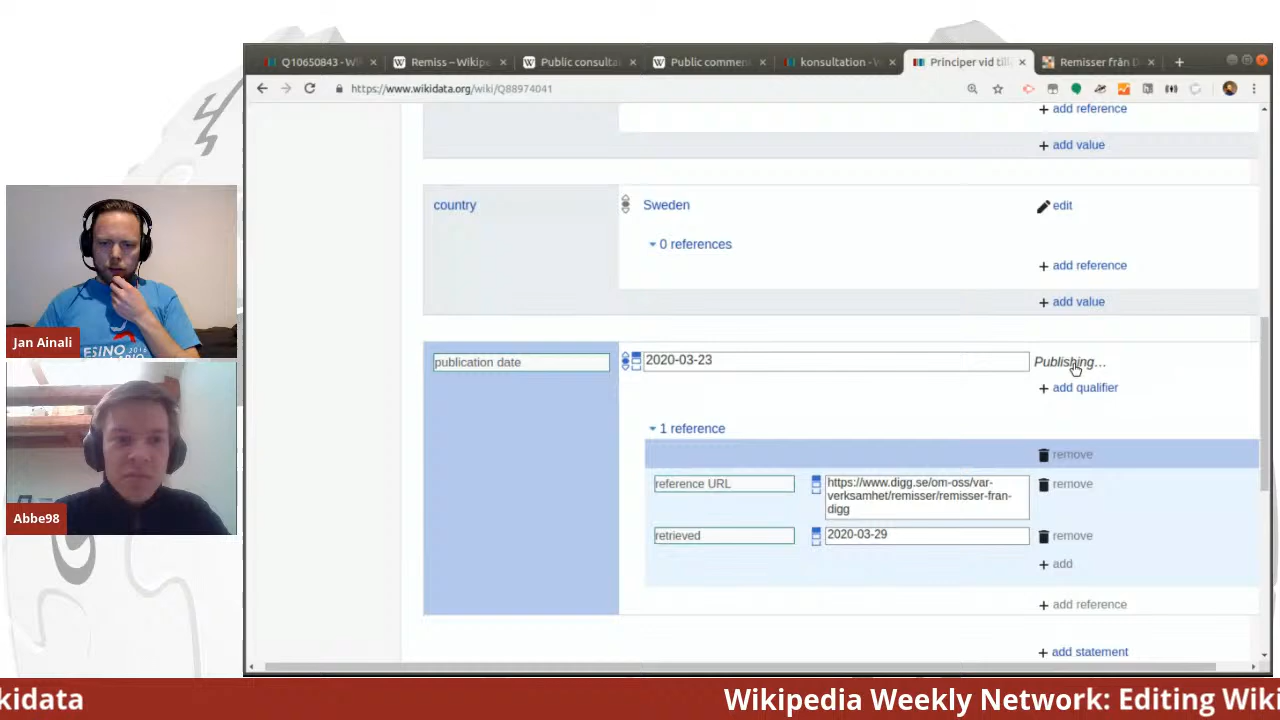 Q10650843 - W
Remiss – Wikipe
Public consulta
Public commen
konsultation - W
Principer vid till
Remisser från D
https://www.wikidata.org/wiki/Q88974041
add reference
add value
country
Sweden
edit
0 references
add reference
add value
publication date
2020-03-23
Publishing...
add qualifier
1 reference
remove
reference URL
https://www.digg.se/om-oss/var-
verksamhet/remisser/remisser-fran-
digg
remove
retrieved
2020-03-29
remove
add
add reference
add statement
Jan Ainali
ESINO
Abbe98
kidata
Wikipedia Weekly Network: Editing Wiki